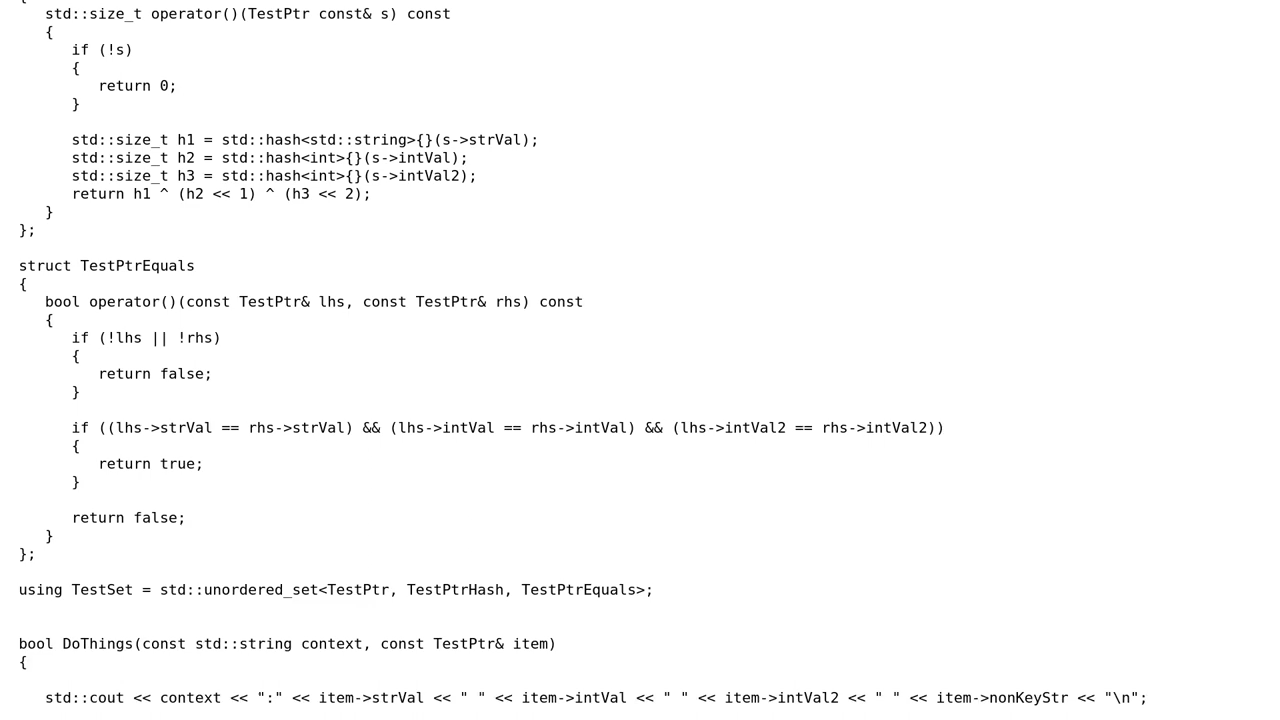 {
   std::size_t operator()(TestPtr const& s) const
   {
      if (!s)
      {
         return 0;
      }

      std::size_t h1 = std::hash<std::string>{}(s->strVal);
      std::size_t h2 = std::hash<int>{}(s->intVal);
      std::size_t h3 = std::hash<int>{}(s->intVal2);
      return h1 ^ (h2 << 1) ^ (h3 << 2);
   }
};

struct TestPtrEquals
{
   bool operator()(const TestPtr& lhs, const TestPtr& rhs) const
   {
      if (!lhs || !rhs)
      {
         return false;
      }

      if ((lhs->strVal == rhs->strVal) && (lhs->intVal == rhs->intVal) && (lhs->intVal2 == rhs->intVal2))
      {
         return true;
      }

      return false;
   }
};

using TestSet = std::unordered_set<TestPtr, TestPtrHash, TestPtrEquals>;


bool DoThings(const std::string context, const TestPtr& item)
{

   std::cout << context << ":" << item->strVal << " " << item->intVal << " " << item->intVal2 << " " << item->nonKeyStr << "\n";